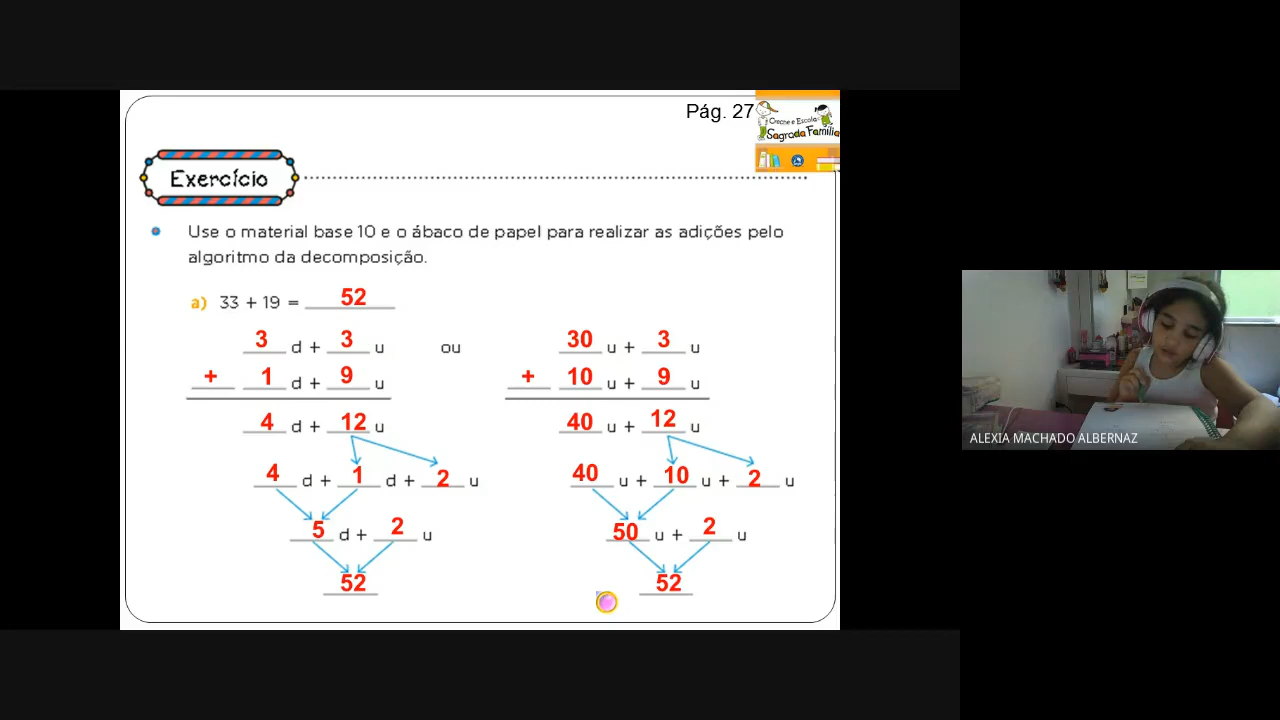 Pág. 27
Creche e Escola
Sagrada Família
Exercício
Use o material base 10 e o ábaco de papel para realizar as adições pelo
algoritmo da decomposição.
a) 33 + 19 = 52
3 d + 3 u ou 30 u + 3 u
+ 1 d + 9 u + 10 u + 9 u
4 d + 12 u 40 u + 12 u
4 d + 1 d + 2 u 40 u + 10 u + 2 u
5 d + 2 u 50 u + 2 u
52 52
ALEXIA MACHADO ALBERNAZ